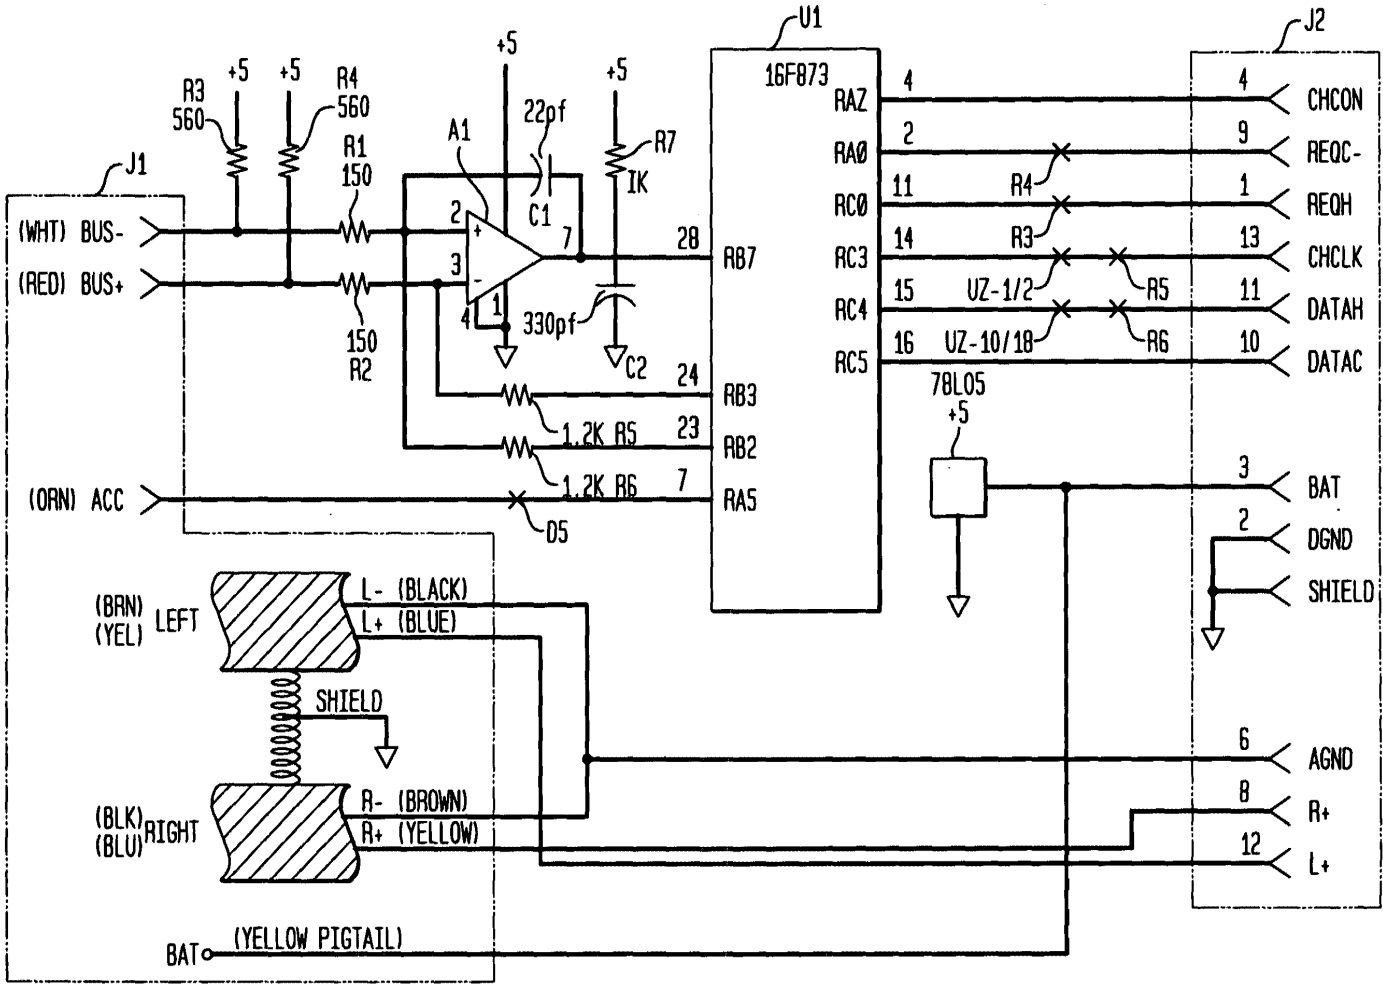 U1
J2
+5
R3
560
+5
+5
R4
560
A1
22pf
+5
R7
1K
16F873
RAZ
4
4
CHCON
J1
R1
150
C1
RA0
2
R4
9
REQC-
RC0
11
R3
1
REQH
(WHT) BUS-
2
+
7
28
RB7
RC3
14
UZ-1/2
R5
13
CHCLK
(RED) BUS+
3
-
1
4
330pf
C2
RC4
15
UZ-10/18
R6
11
DATAH
150
R2
RC5
16
10
DATAC
24
RB3
1.2K R5
23
RB2
1.2K R6
78L05
+5
(ORN) ACC
D5
7
RA5
3
BAT
2
DGND
SHIELD
(BRN)
(YEL) LEFT
L- (BLACK)
L+ (BLUE)
SHIELD
(BLK)
(BLU) RIGHT
R- (BROWN)
R+ (YELLOW)
6
AGND
8
R+
12
L+
BAT
(YELLOW PIGTAIL)